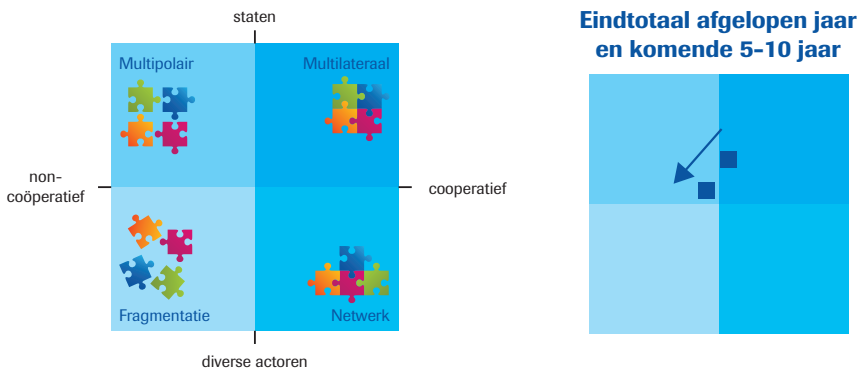 staten
Multipolair
Multilateraal
non-
coöperatief
cooperatief
Fragmentatie
Netwerk
diverse actoren
Eindtotaal afgelopen jaar
en komende 5-10 jaar